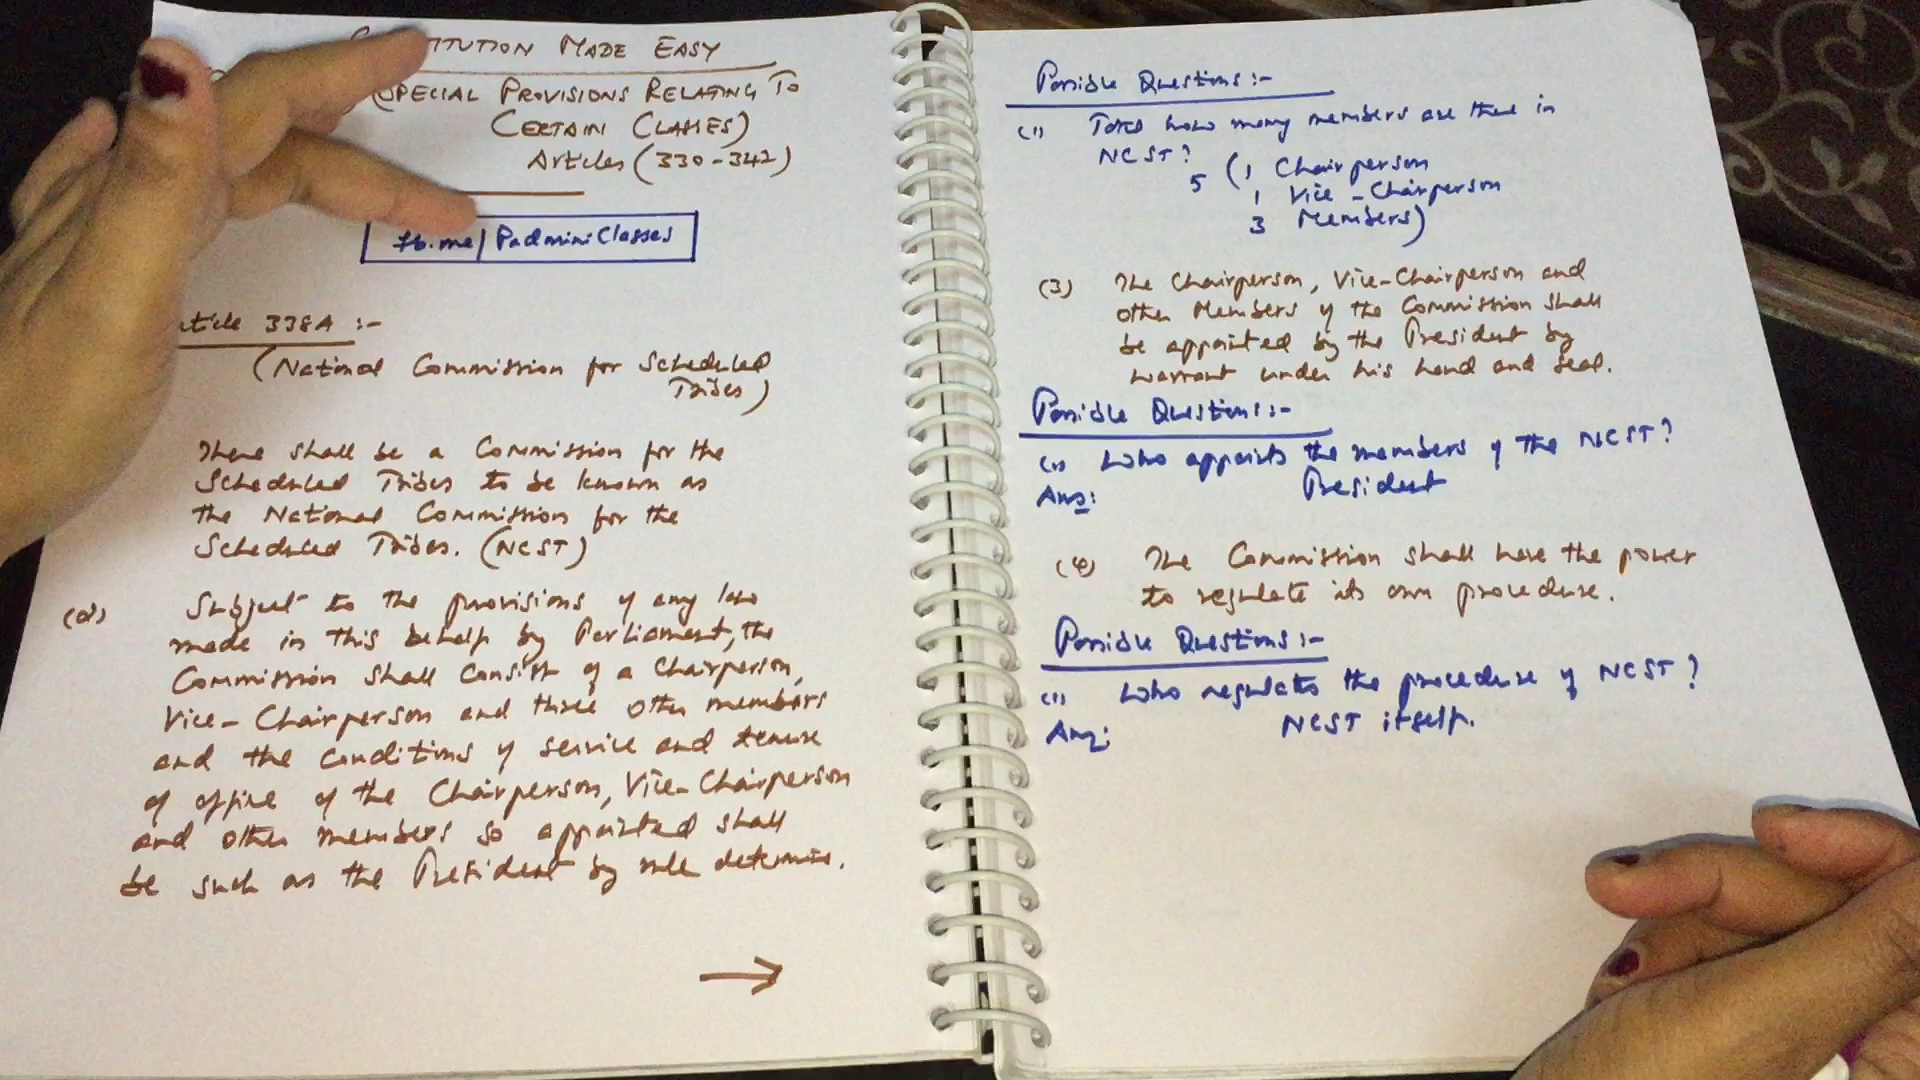 TITUTION MADE EASY
(SPECIAL PROVISIONS RELATING TO
CERTAIN CLASSES)
Articles (330-342)
fb.me/PadminiClasses
ticle 338A :-
(National Commission for Scheduled
Tribes)
There shall be a Commission for the
Scheduled Tribes to be known as
the National Commission for the
Scheduled Tribes. (NCST)
(2) Subject to the provisions of any law
made in this behalf by Parliament, the
Commission shall consist of a Chairperson,
Vice-Chairperson and three other members
and the conditions of service and tenure
of office of the Chairperson, Vice-Chairperson
and other members so appointed shall
be such as the President by rule determine.
→
Possible Questions:-
(1) Total how many members are there in
NCST?
5 (1 Chairperson
1 Vice-Chairperson
3 Members)
(3) The Chairperson, Vice-Chairperson and
other Members of the Commission shall
be appointed by the President by
warrant under his hand and seal.
Possible Questions:-
(1) Who appoints the members of the NCST?
Ans: President
(4) The Commission shall have the power
to regulate its own procedure.
Possible Questions:-
(1) Who regulates the procedure of NCST?
Ans: NCST itself.